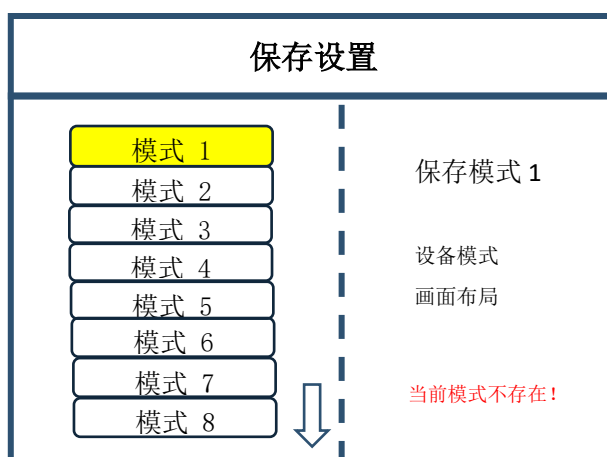 保存设置
模式 1
模式 2
模式 3
模式 4
模式 5
模式 6
模式 7
模式 8
保存模式 1
设备模式
画面布局
当前模式不存在！